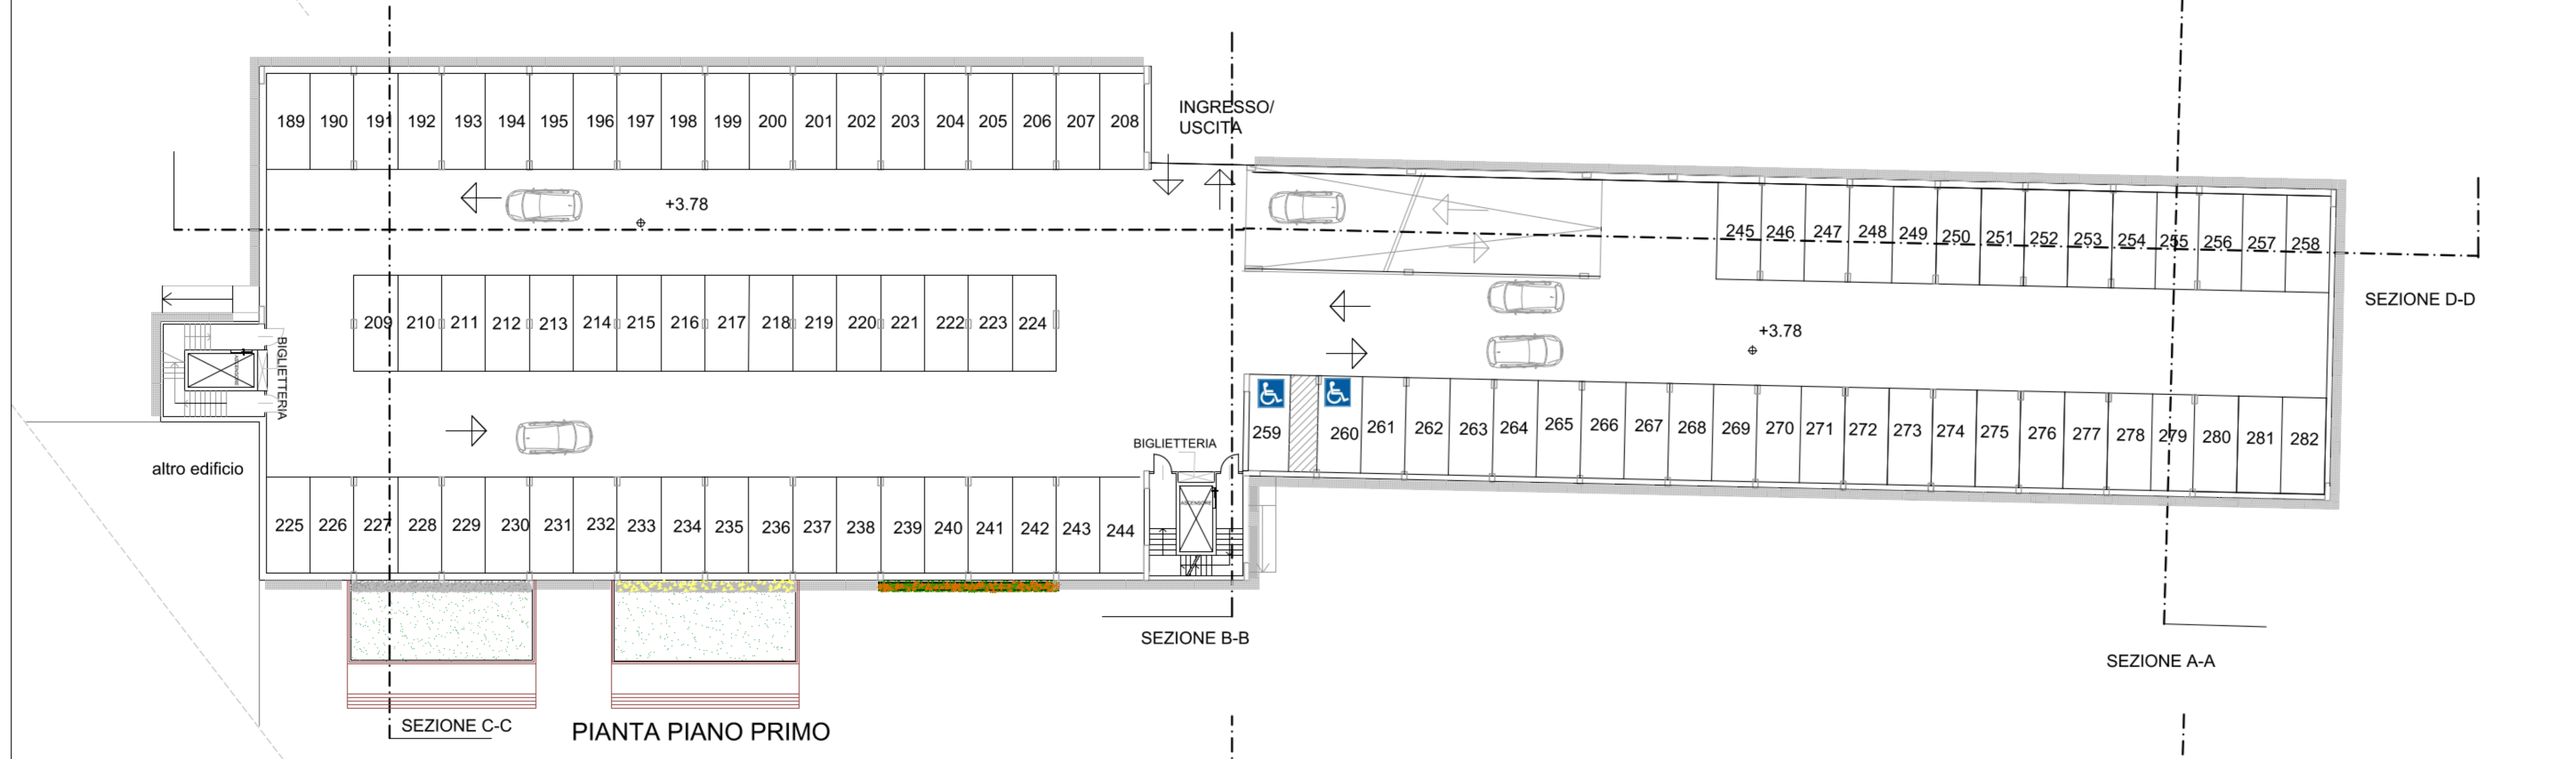 189 190 191 192 193 194 195 196 197 198 199 200 201 202 203 204 205 206 207 208
INGRESSO/
USCITA
+3.78
245 246 247 248 249 250 251 252 253 254 255 256 257 258
SEZIONE D-D
209 210 211 212 213 214 215 216 217 218 219 220 221 222 223 224
+3.78
BIGLIETTERIA
ASCENSORE
altro edificio
259 260 261 262 263 264 265 266 267 268 269 270 271 272 273 274 275 276 277 278 279 280 281 282
BIGLIETTERIA
ASCENSORE
225 226 227 228 229 230 231 232 233 234 235 236 237 238 239 240 241 242 243 244
SEZIONE B-B
SEZIONE A-A
SEZIONE C-C
PIANTA PIANO PRIMO